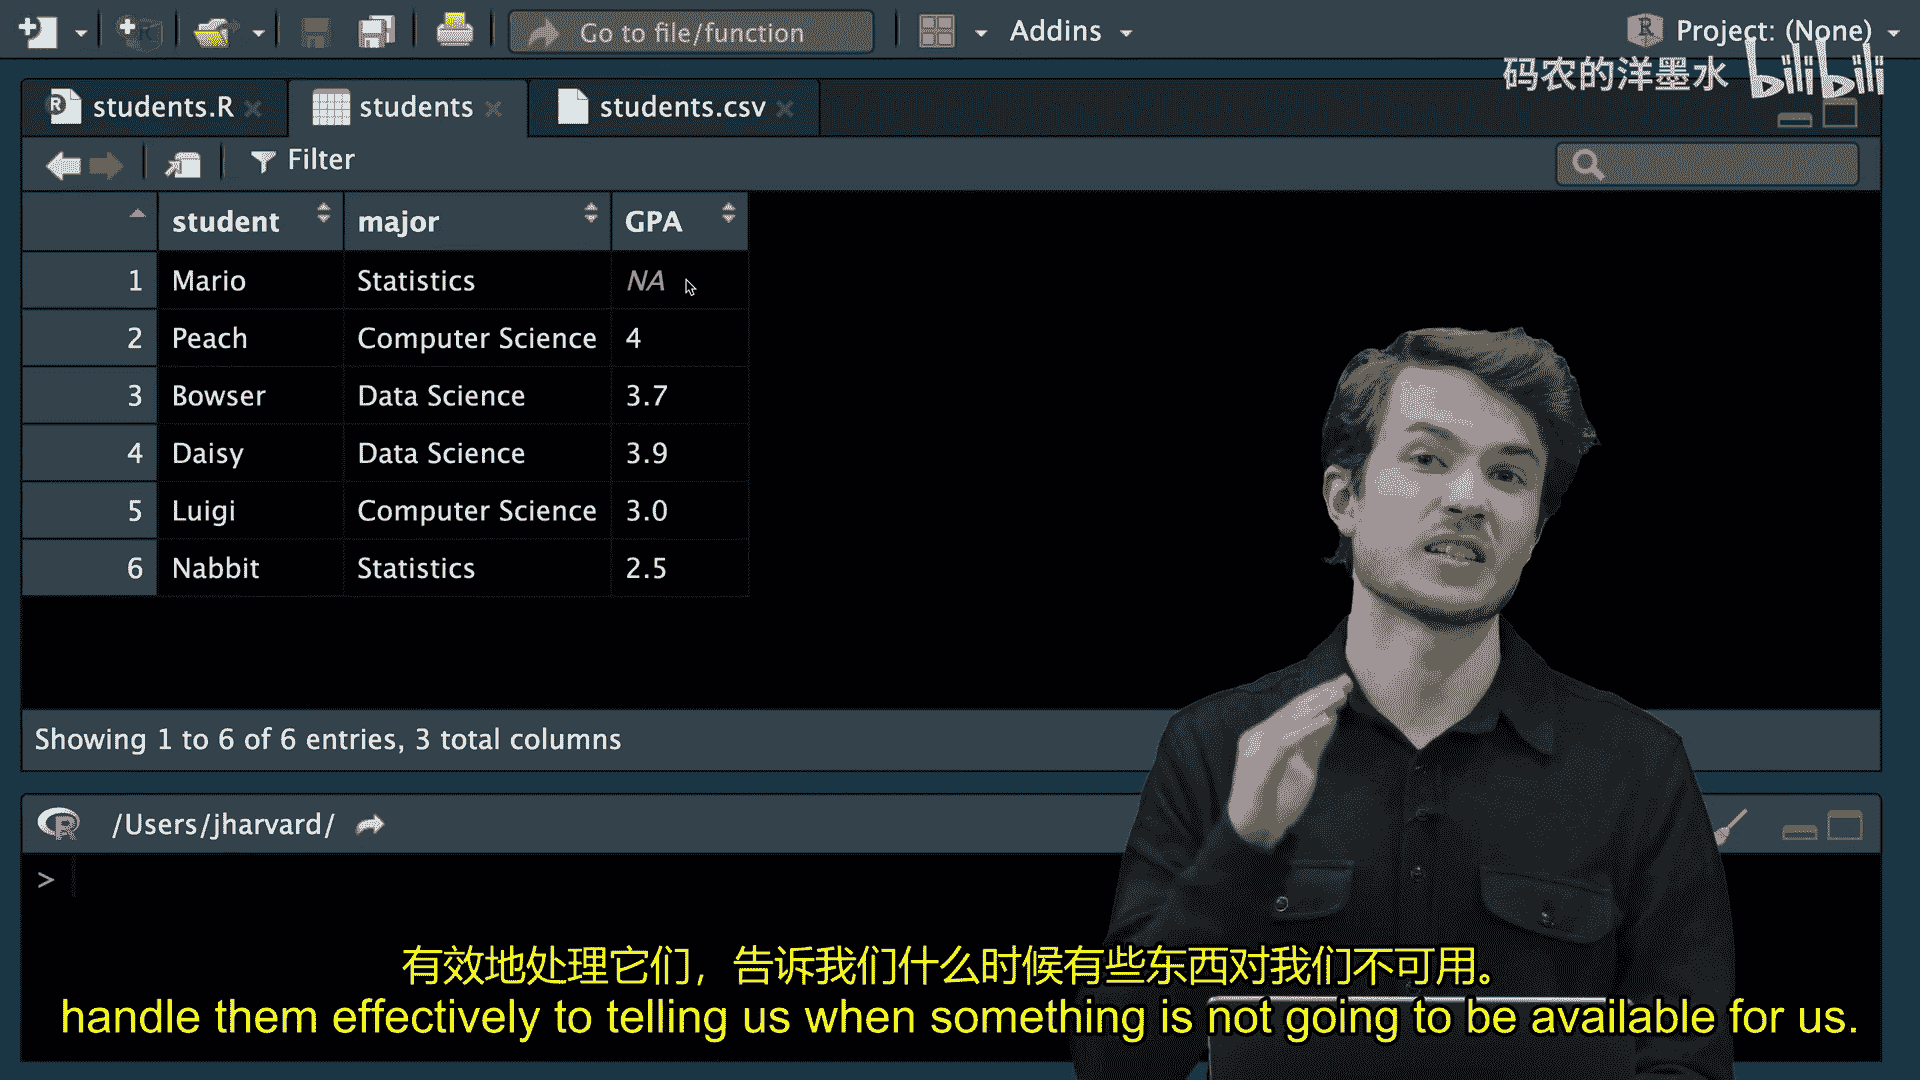 Go to file/function
Addins
Project: (None)
码农的洋墨水 bilibili
students.R
students
students.csv
Filter
student major GPA
1 Mario Statistics NA
2 Peach Computer Science 4
3 Bowser Data Science 3.7
4 Daisy Data Science 3.9
5 Luigi Computer Science 3.0
6 Nabbit Statistics 2.5
Showing 1 to 6 of 6 entries, 3 total columns
/Users/jharvard/
>
有效地处理它们，告诉我们什么时候有些东西对我们不可用。
handle them effectively to telling us when something is not going to be available for us.